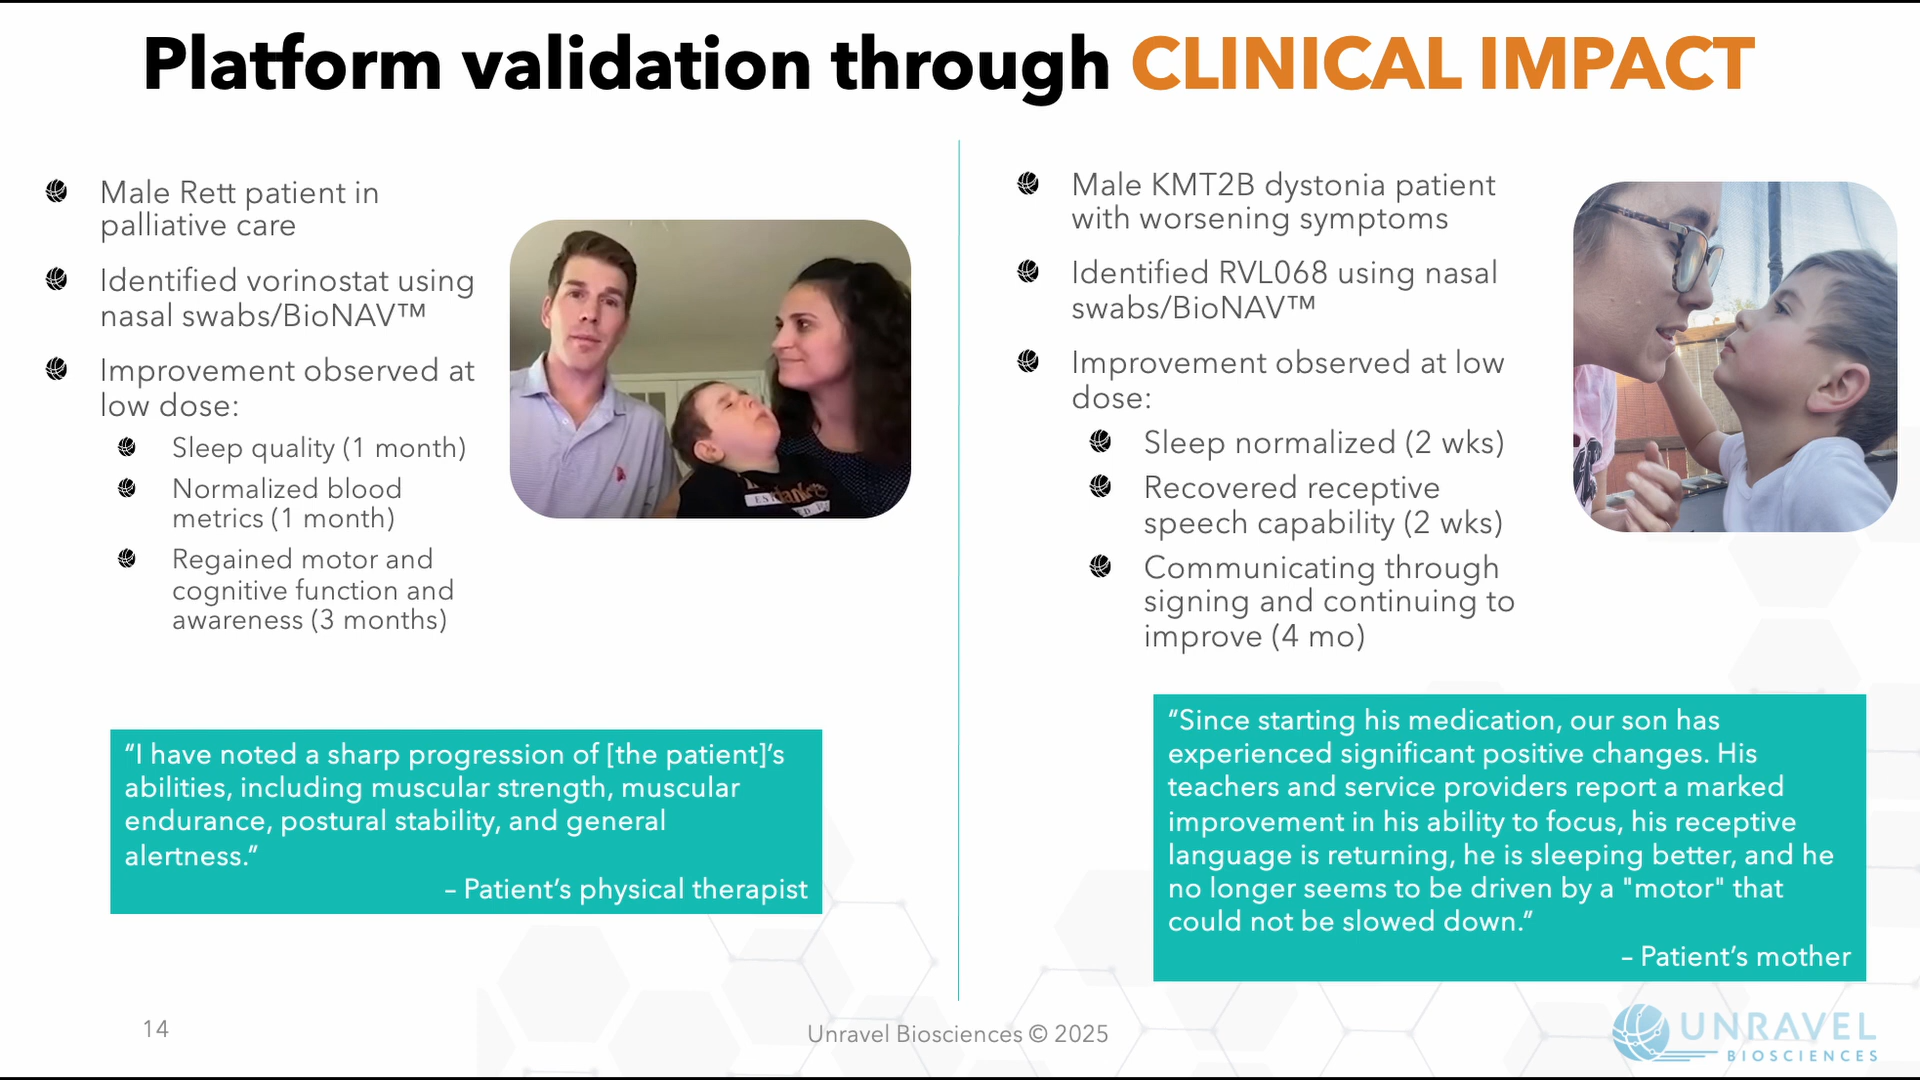 Platform validation through CLINICAL IMPACT
Male Rett patient in
palliative care
Identified vorinostat using
nasal swabs/BioNAV™
Improvement observed at
low dose:
Sleep quality (1 month)
Normalized blood
metrics (1 month)
Regained motor and
cognitive function and
awareness (3 months)
“I have noted a sharp progression of [the patient]’s
abilities, including muscular strength, muscular
endurance, postural stability, and general
alertness.”
– Patient’s physical therapist
Male KMT2B dystonia patient
with worsening symptoms
Identified RVL068 using nasal
swabs/BioNAV™
Improvement observed at low
dose:
Sleep normalized (2 wks)
Recovered receptive
speech capability (2 wks)
Communicating through
signing and continuing to
improve (4 mo)
“Since starting his medication, our son has
experienced significant positive changes. His
teachers and service providers report a marked
improvement in his ability to focus, his receptive
language is returning, he is sleeping better, and he
no longer seems to be driven by a "motor" that
could not be slowed down.”
– Patient’s mother
14
Unravel Biosciences © 2025
UNRAVEL
BIOSCIENCES